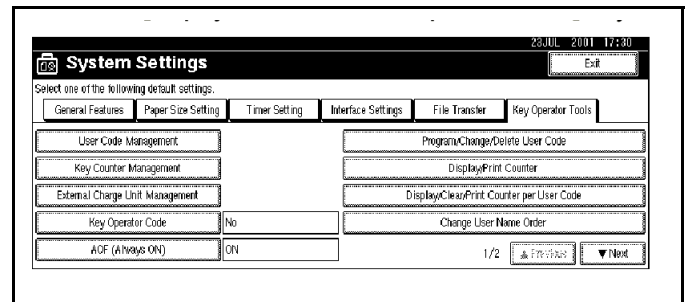 23JUL 2001 17:30
System Settings
Exit
Select one of the following default settings.
General Features Paper Size Setting Timer Setting Interface Settings File Transfer Key Operator Tools
User Code Management Program/Change/Delete User Code
Key Counter Management Display/Print Counter
External Charge Unit Management Display/Clear/Print Counter per User Code
Key Operator Code No Change User Name Order
AOF (Always ON) ON 1/2 ▲ Previous ▼ Next